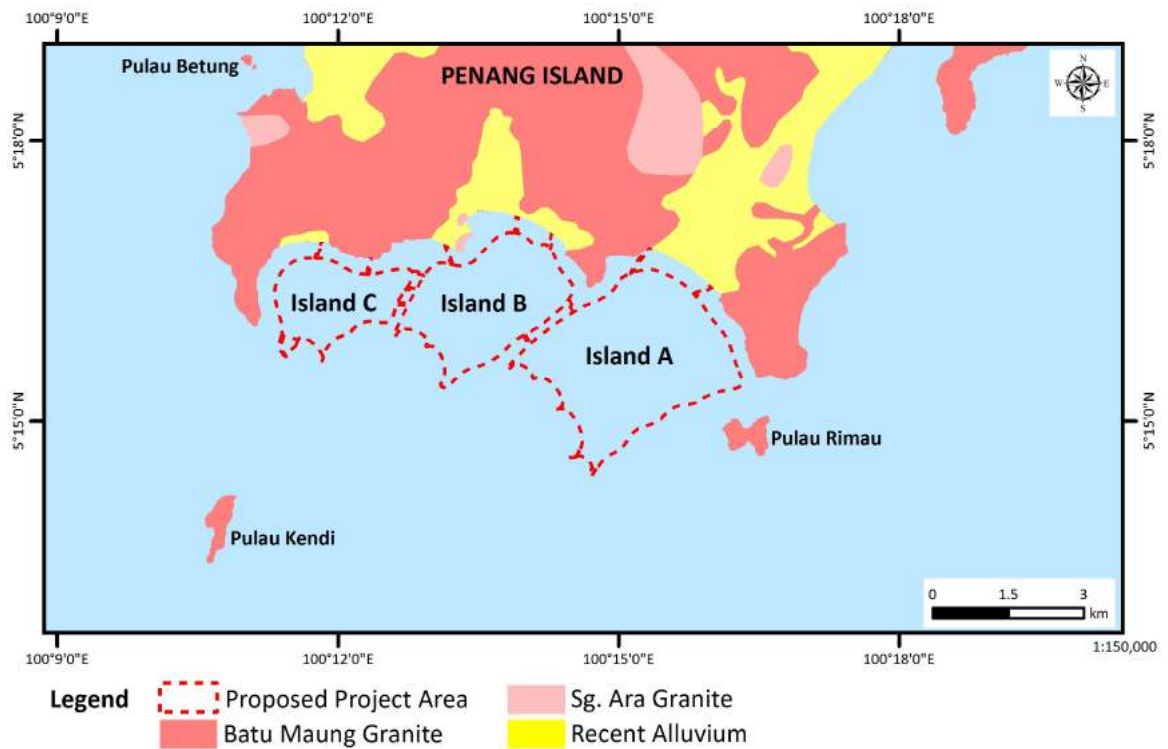 100°9'0"E 100°12'0"E 100°15'0"E 100°18'0"E
Pulau Betung
PENANG ISLAND
N
W E
S
5°18'0"N 5°18'0"N
Island C
Island B
Island A
5°15'0"N 5°15'0"N
Pulau Rimau
Pulau Kendi
0 1.5 3
km
100°9'0"E 100°12'0"E 100°15'0"E 100°18'0"E 1:150,000
Legend Proposed Project Area Sg. Ara Granite
Batu Maung Granite Recent Alluvium